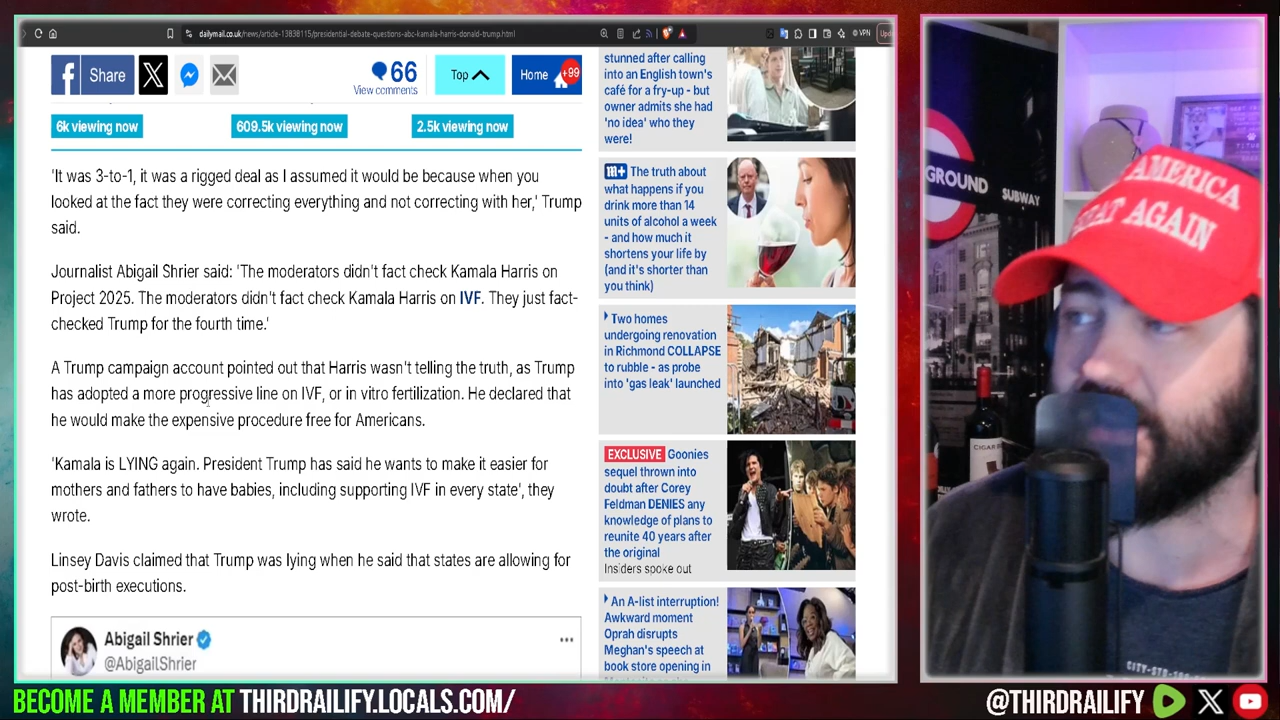 dailymail.co.uk/news/article-13838115/presidential-debate-questions-abc-kamala-harris-donald-trump.html
VPN
Share
66
View comments
Top
Home
+99
6k viewing now
609.5k viewing now
2.5k viewing now
'It was 3-to-1, it was a rigged deal as I assumed it would be because when you
looked at the fact they were correcting everything and not correcting with her,' Trump
said.
Journalist Abigail Shrier said: 'The moderators didn't fact check Kamala Harris on
Project 2025. The moderators didn't fact check Kamala Harris on IVF. They just fact-
checked Trump for the fourth time.'
A Trump campaign account pointed out that Harris wasn't telling the truth, as Trump
has adopted a more progressive line on IVF, or in vitro fertilization. He declared that
he would make the expensive procedure free for Americans.
'Kamala is LYING again. President Trump has said he wants to make it easier for
mothers and fathers to have babies, including supporting IVF in every state', they
wrote.
Linsey Davis claimed that Trump was lying when he said that states are allowing for
post-birth executions.
Abigail Shrier
@AbigailShrier
stunned after calling
into an English town's
café for a fry-up - but
owner admits she had
'no idea' who they
were!
m+ The truth about
what happens if you
drink more than 14
units of alcohol a week
- and how much it
shortens your life by
(and it's shorter than
you think)
Two homes
undergoing renovation
in Richmond COLLAPSE
to rubble - as probe
into 'gas leak' launched
EXCLUSIVE Goonies
sequel thrown into
doubt after Corey
Feldman DENIES any
knowledge of plans to
reunite 40 years after
the original
Insiders spoke out
An A-list interruption!
Awkward moment
Oprah disrupts
Meghan's speech at
book store opening in
GROUND
SUBWAY
AMERICA
AGAIN
CIGAR
BECOME A MEMBER AT THIRDRAILIFY.LOCALS.COM/
@THIRDRAILIFY